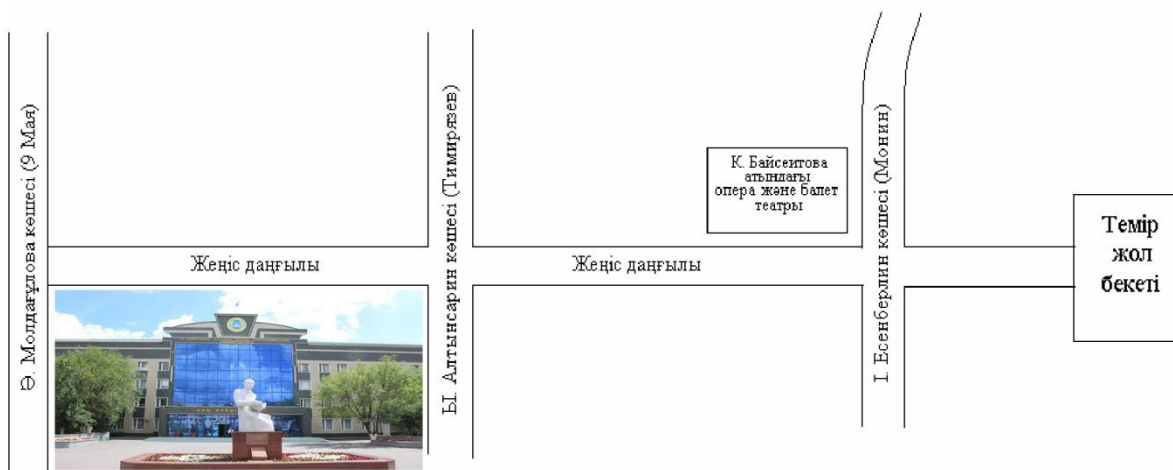 Ә. Молдағұлова көшесі (9 Мая)
Жеңіс даңғылы
Ы. Алтынсарин көшесі (Тимирязев)
Жеңіс даңғылы
К. Байсеитова
атындағы
опера және балет
театры
І. Есенберлин көшесі (Монин)
Темір
жол
бекеті